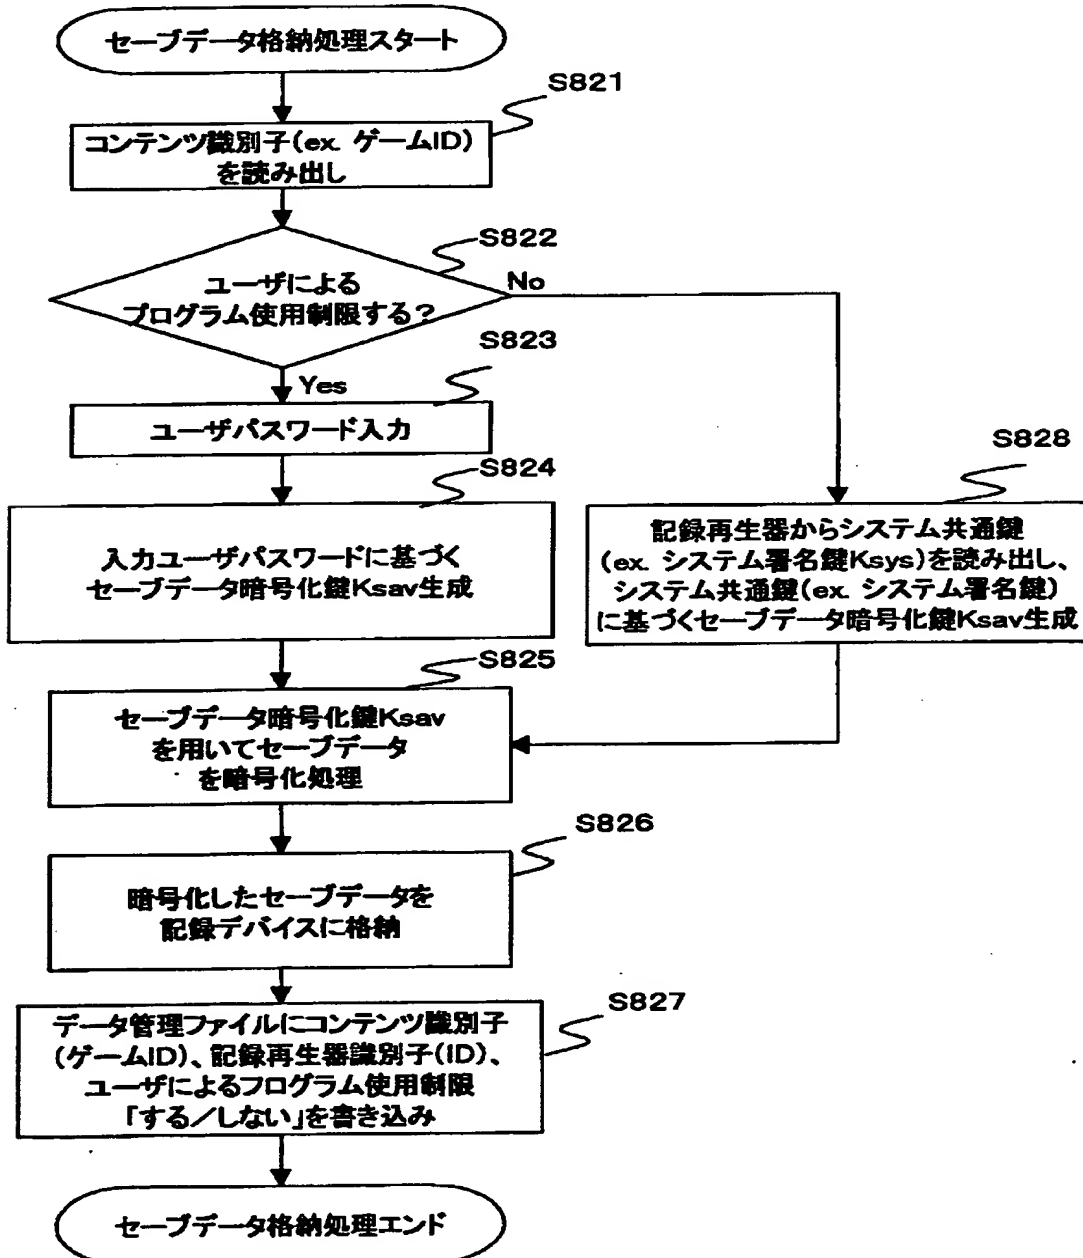 セーブデータ格納処理スタート
S821
コンテンツ識別子(ex. ゲームID)
を読み出し
S822
ユーザによる
プログラム使用制限する?
No
Yes
S823
ユーザパスワード入力
S824
入力ユーザパスワードに基づく
セーブデータ暗号化鍵Ksav生成
S828
記録再生器からシステム共通鍵
(ex. システム署名鍵Ksys)を読み出し、
システム共通鍵(ex. システム署名鍵)
に基づくセーブデータ暗号化鍵Ksav生成
S825
セーブデータ暗号化鍵Ksav
を用いてセーブデータ
を暗号化処理
S826
暗号化したセーブデータを
記録デバイスに格納
S827
データ管理ファイルにコンテンツ識別子
(ゲームID)、記録再生器識別子(ID)、
ユーザによるフログラム使用制限
「する/しない」を書き込み
セーブデータ格納処理エンド